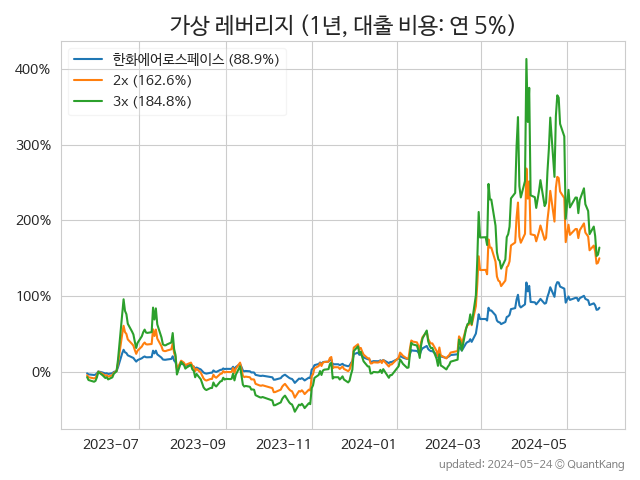 가상 레버리지 (1년, 대출 비용: 연 5%)
한화에어로스페이스 (88.9%)
2x (162.6%)
3x (184.8%)
400%
300%
200%
100%
0%
2023-07 2023-09 2023-11 2024-01 2024-03 2024-05
updated: 2024-05-24 © QuantKang